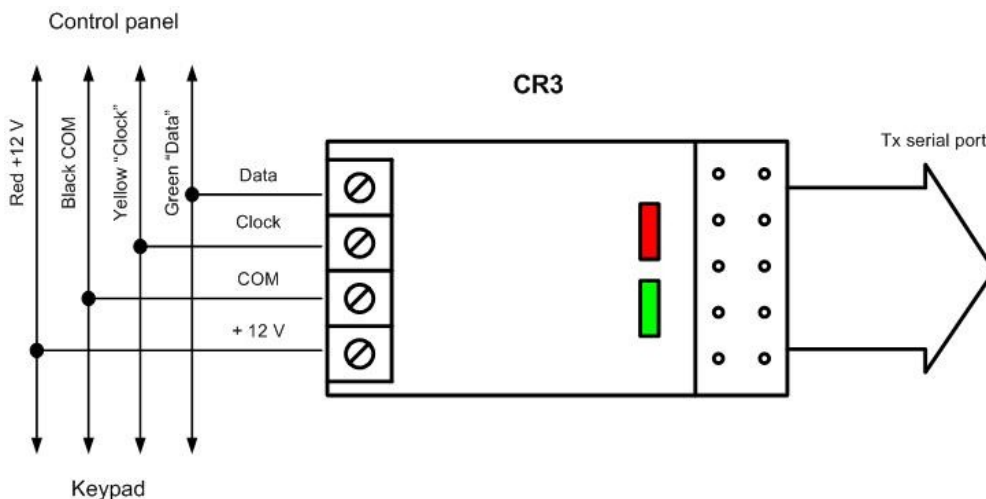 Control panel
CR3
Red +12 V
Black COM
Yellow “Clock”
Green “Data”
Data
Clock
COM
+ 12 V
Tx serial port
Keypad